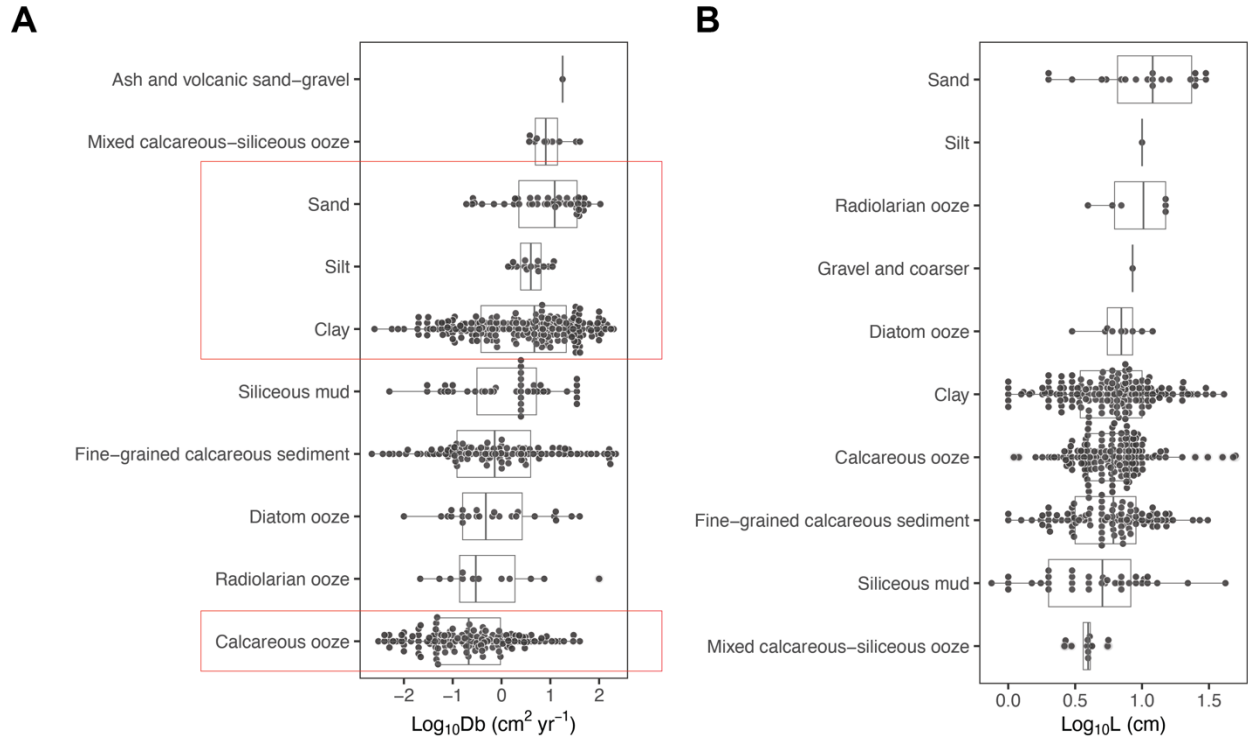 A
Ash and volcanic sand−gravel
Mixed calcareous−siliceous ooze
Sand
Silt
Clay
Siliceous mud
Fine−grained calcareous sediment
Diatom ooze
Radiolarian ooze
Calcareous ooze
−2 −1 0 1 2
Log₁₀Db (cm² yr⁻¹)
B
Sand
Silt
Radiolarian ooze
Gravel and coarser
Diatom ooze
Clay
Calcareous ooze
Fine−grained calcareous sediment
Siliceous mud
Mixed calcareous−siliceous ooze
0.0 0.5 1.0 1.5
Log₁₀L (cm)